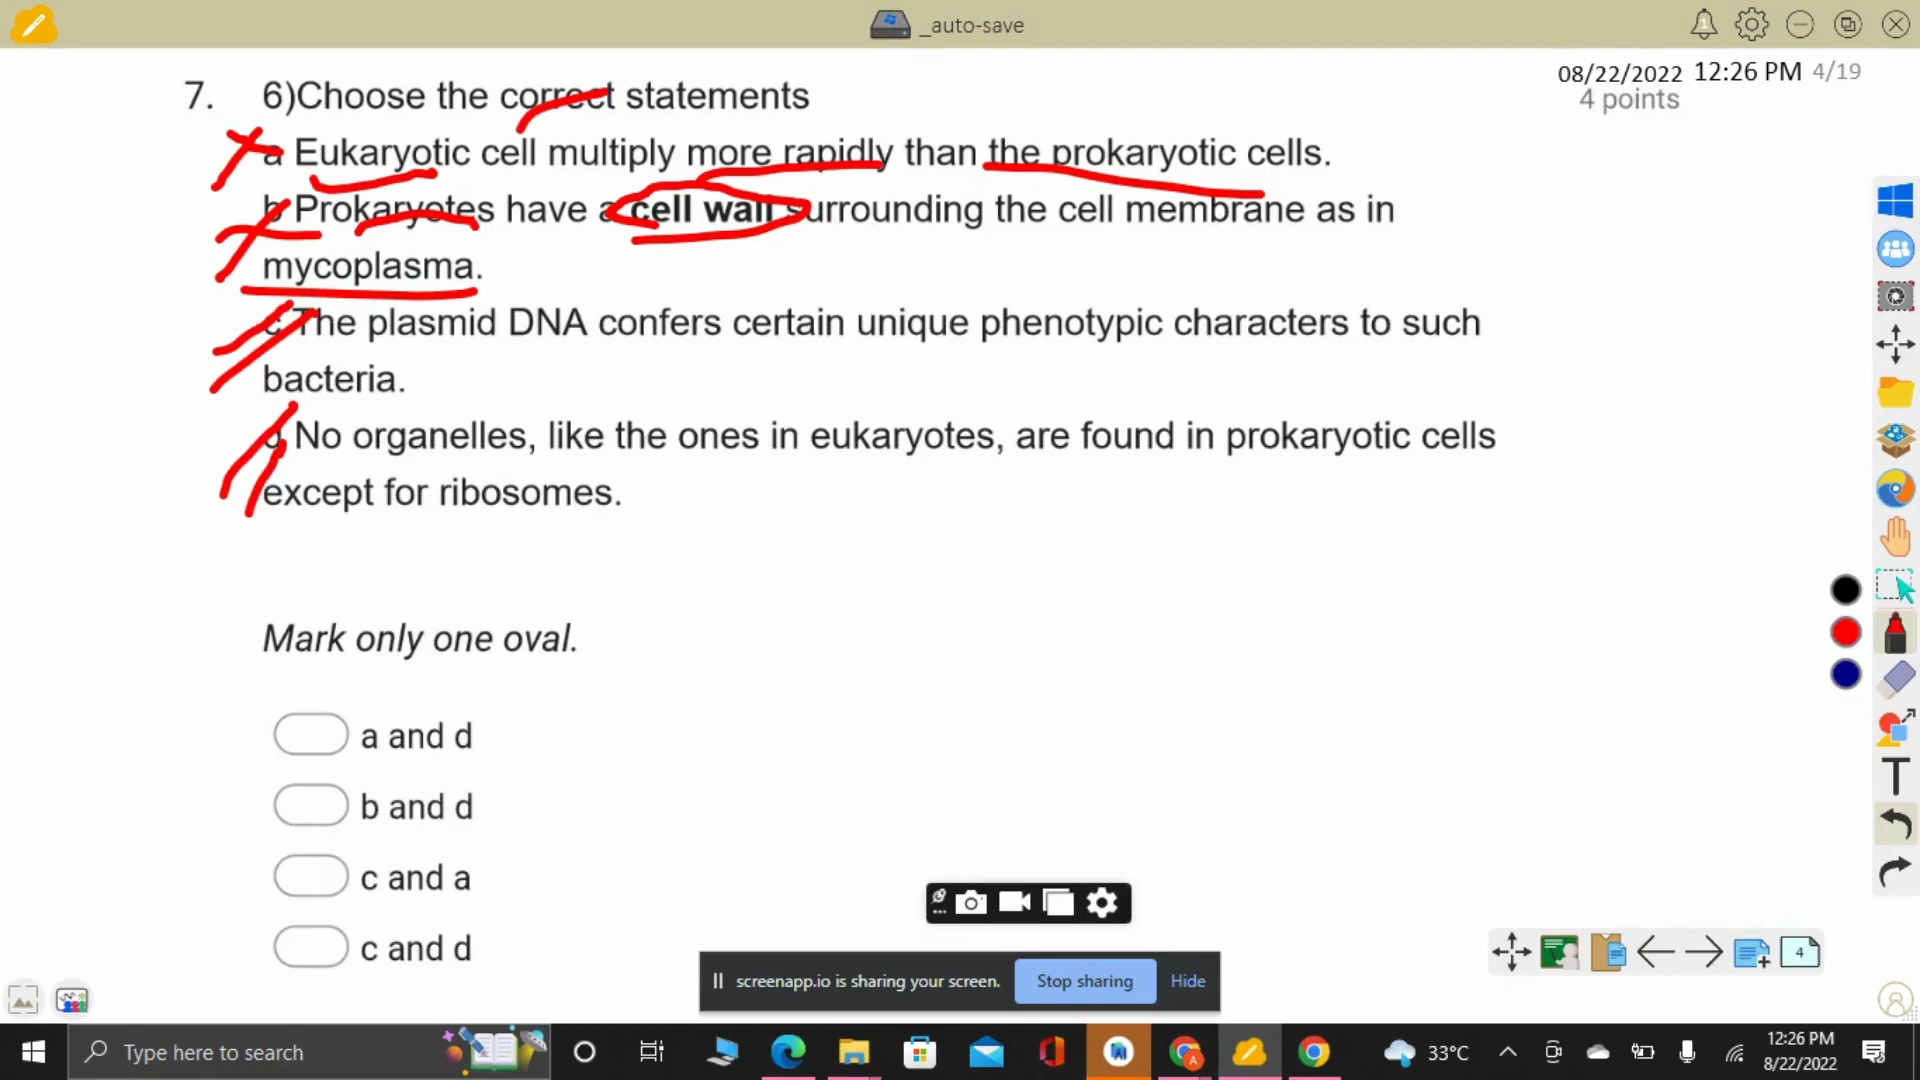 _auto-save
08/22/2022 12:26 PM 4/19
7. 6)Choose the correct statements
4 points
a Eukaryotic cell multiply more rapidly than the prokaryotic cells.
b Prokaryotes have a cell wall surrounding the cell membrane as in
mycoplasma.
c The plasmid DNA confers certain unique phenotypic characters to such
bacteria.
d No organelles, like the ones in eukaryotes, are found in prokaryotic cells
except for ribosomes.
Mark only one oval.
a and d
b and d
c and a
c and d
T
4
screenapp.io is sharing your screen. Stop sharing Hide
Type here to search
33°C
12:26 PM
8/22/2022